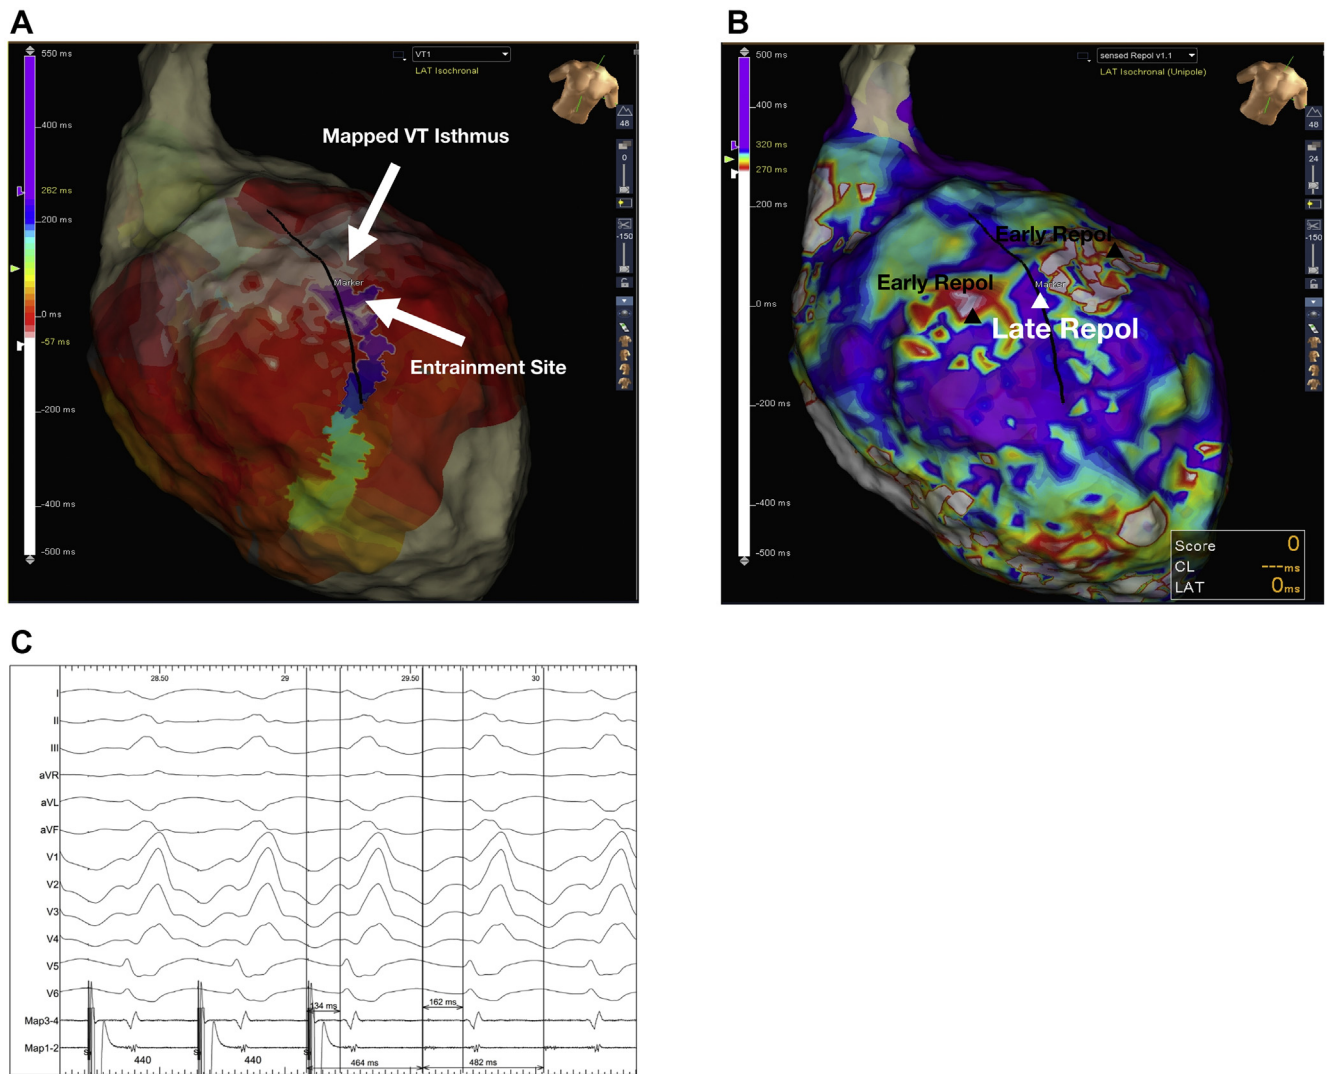 A
550 ms
VT1
LAT Isochronal
400 ms
262 ms
200 ms
0 ms
-57 ms
-200 ms
-400 ms
-500 ms
48
0
-150
Mapped VT Isthmus
Marker
Entrainment Site
B
500 ms
sensed Repol v1.1
LAT Isochronal (Unipole)
400 ms
320 ms
270 ms
200 ms
0 ms
-200 ms
-400 ms
-500 ms
48
24
-150
Early Repol
Early Repol
Marker
Late Repol
Score 0
CL ---ms
LAT 0ms
C
28.50 29 29.50 30
I
II
III
aVR
aVL
aVF
V1
V2
V3
V4
V5
V6
134 ms 162 ms
Map3-4
Map1-2
440 440 464 ms 482 ms